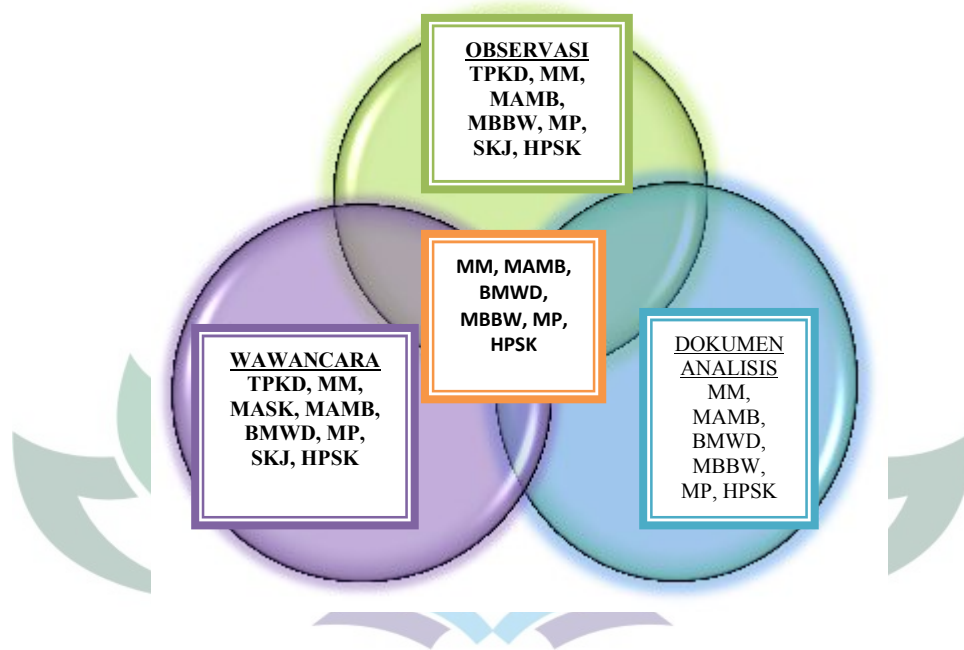 OBSERVASI
TPKD, MM,
MAMB,
MBBW, MP,
SKJ, HPSK
MM, MAMB,
BMWD,
MBBW, MP,
HPSK
WAWANCARA
TPKD, MM,
MASK, MAMB,
BMWD, MP,
SKJ, HPSK
DOKUMEN
ANALISIS
MM,
MAMB,
BMWD,
MBBW,
MP, HPSK